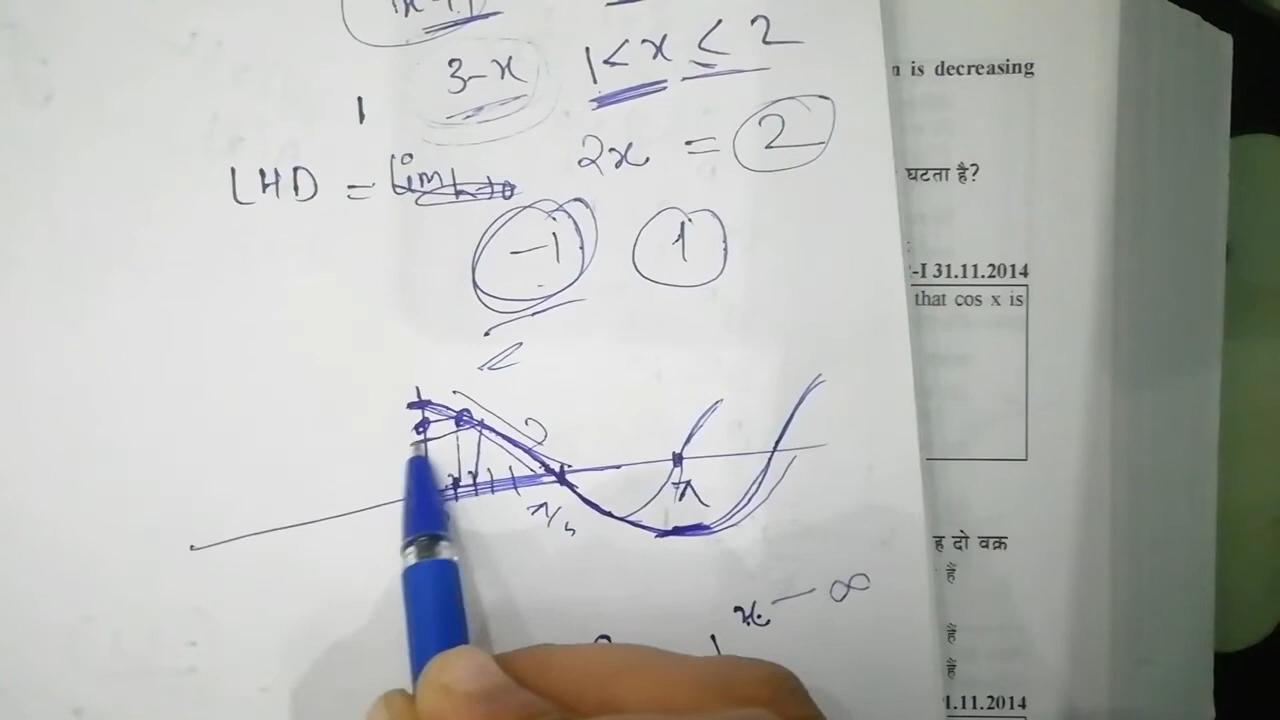 3-x 1<x≤2
1
2x = 2
LHD = lim
-1 1
π
x - ∞
n is decreasing
घटता है?
-I 31.11.2014
that cos x is
ह दो वक्र
1.11.2014